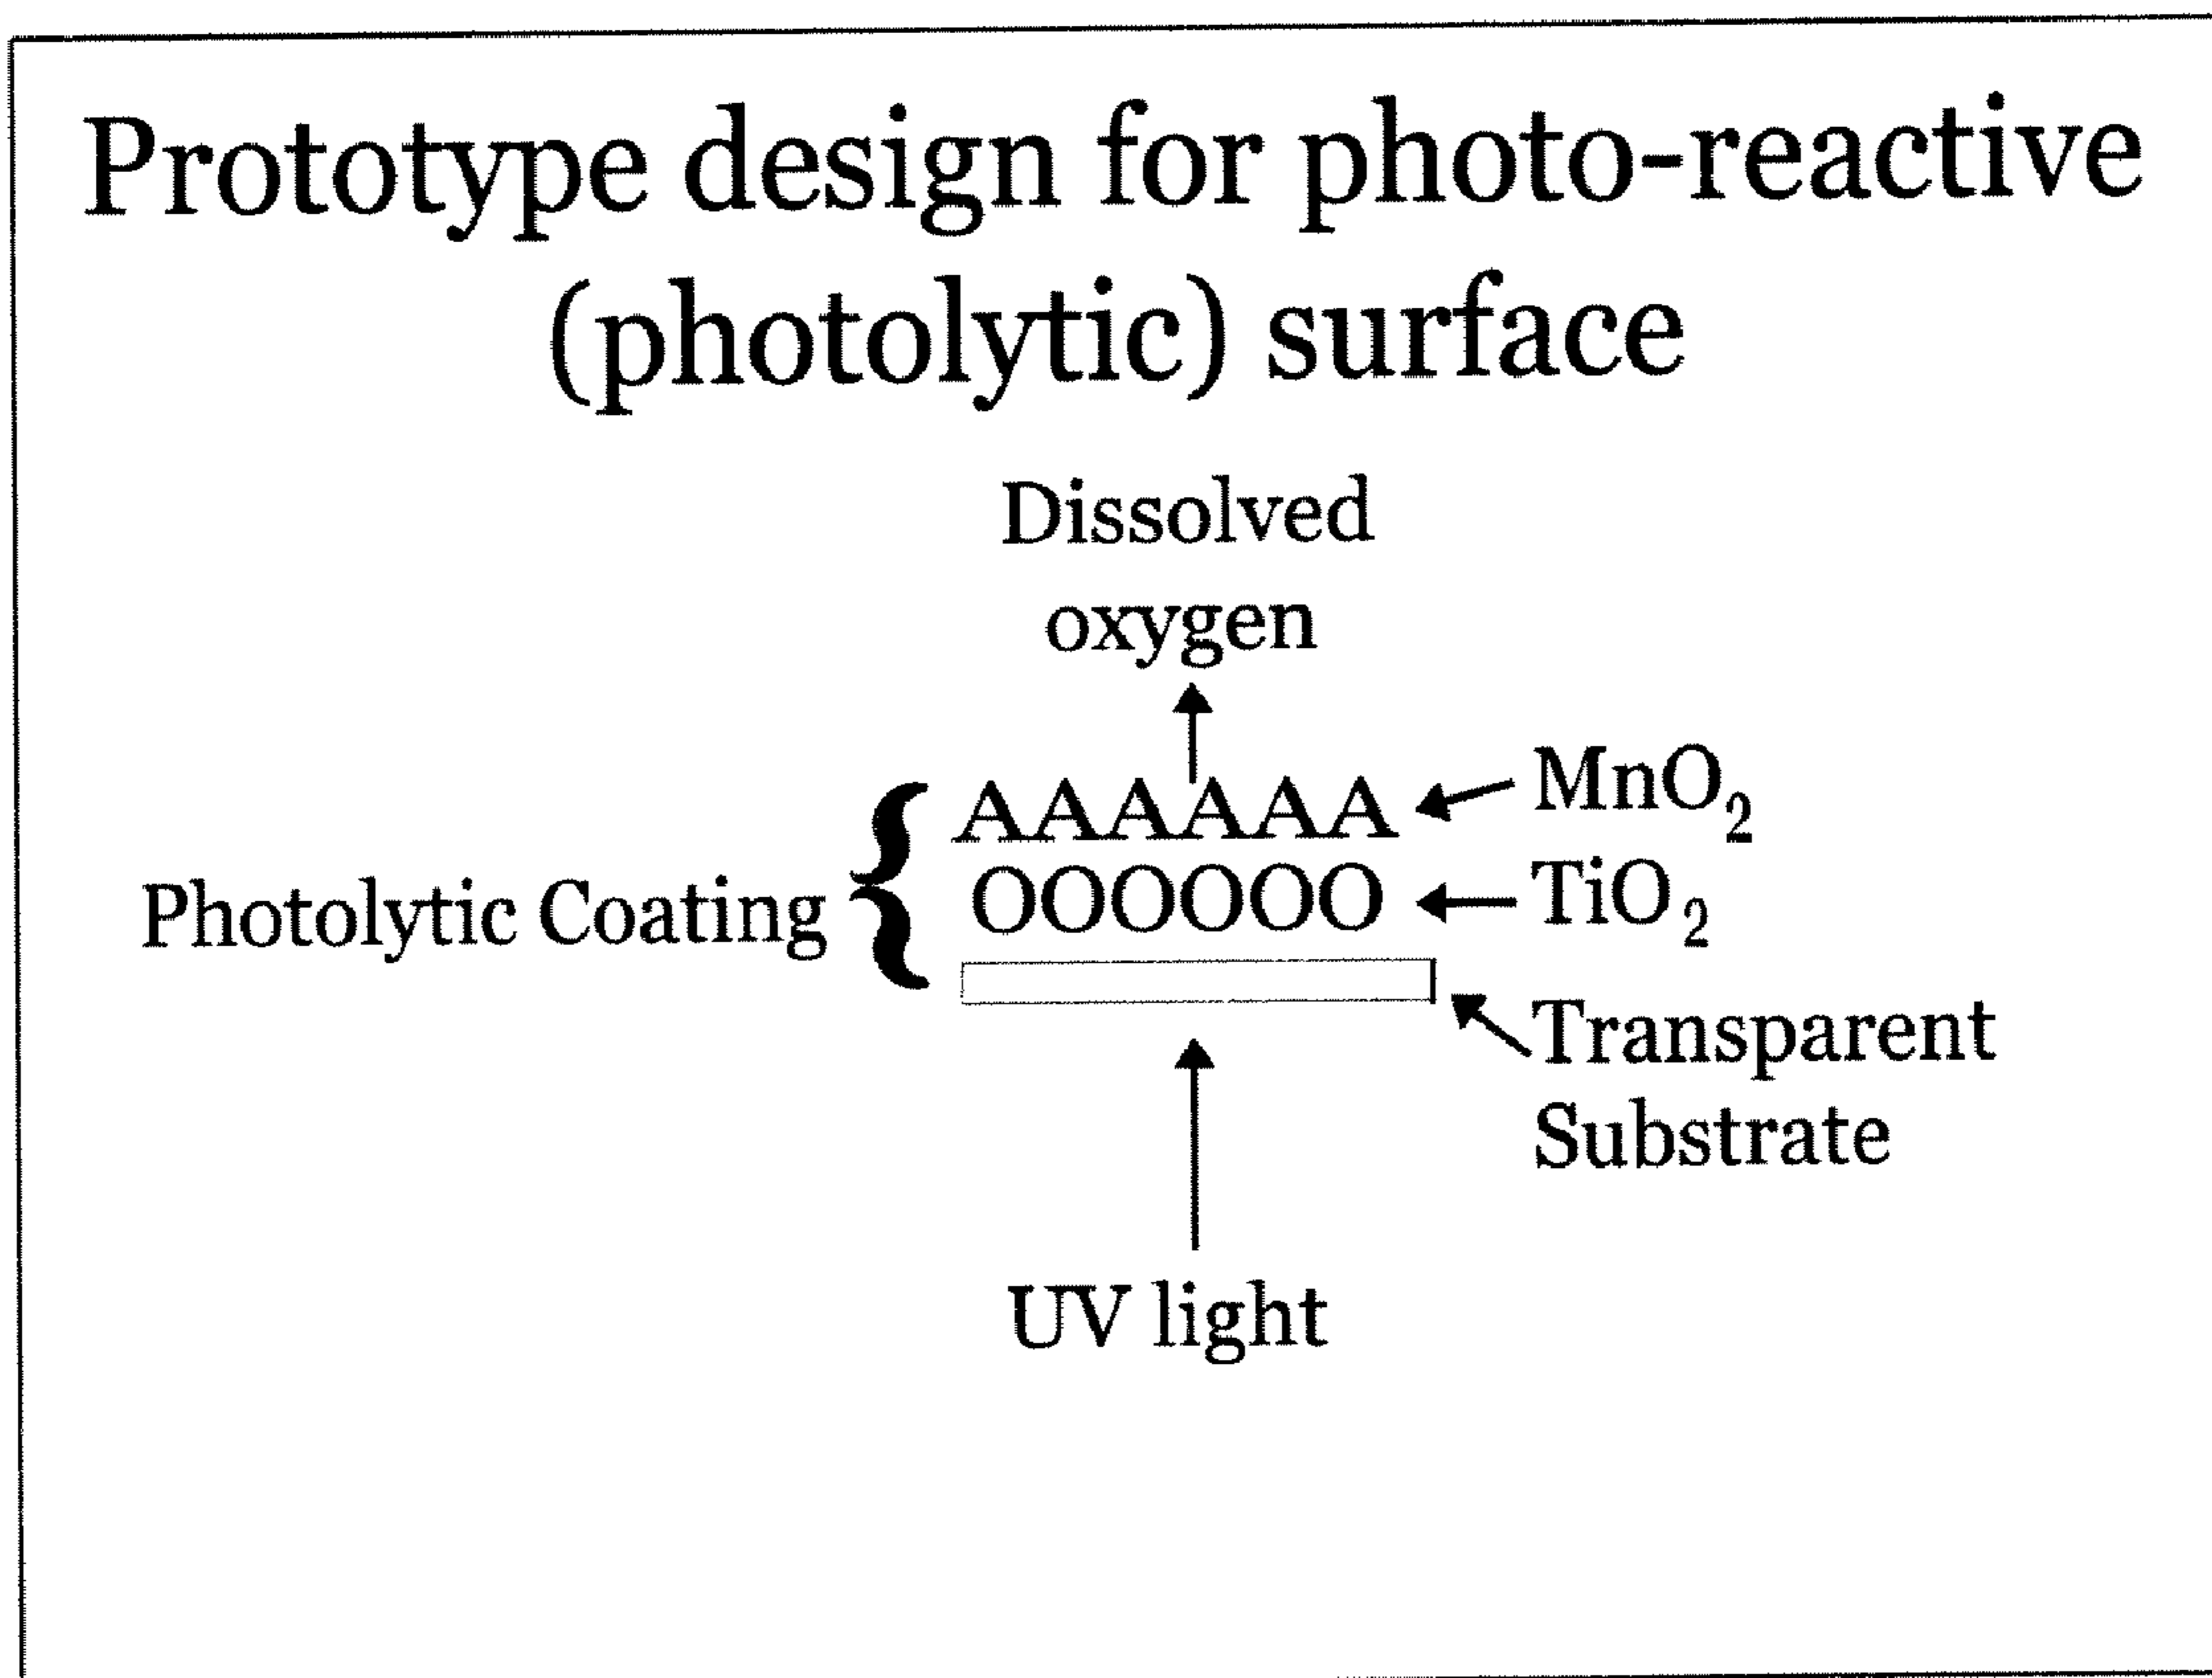 Prototype design for photo-reactive
(photolytic) surface
Dissolved
oxygen
AAAAAA
MnO₂
Photolytic Coating {
OOOOOO
TiO₂
Transparent
Substrate
UV light